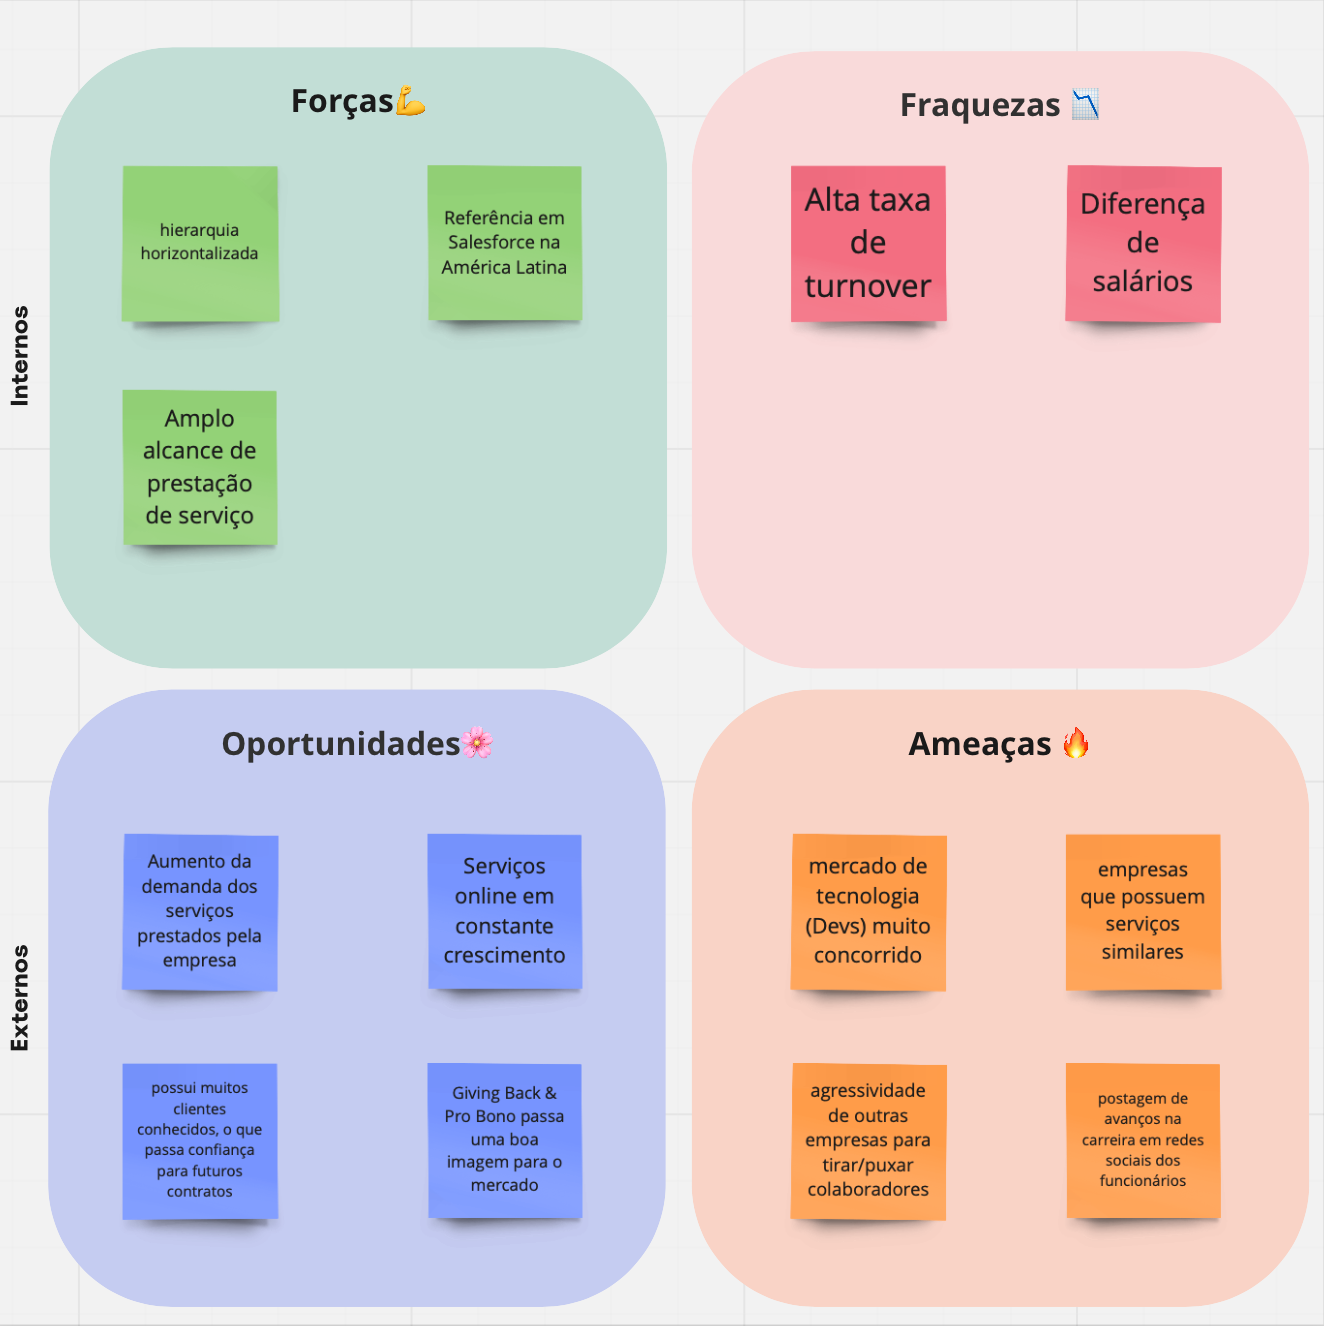 Forças💪
Fraquezas 📉
Internos
hierarquia
horizontalizada
Referência em
Salesforce na
América Latina
Alta taxa
de
turnover
Diferença
de
salários
Amplo
alcance de
prestação
de serviço
Oportunidades🌸
Ameaças 🔥
Externos
Aumento da
demanda dos
serviços
prestados pela
empresa
Serviços
online em
constante
crescimento
mercado de
tecnologia
(Devs) muito
concorrido
empresas
que possuem
serviços
similares
possui muitos
clientes
conhecidos, o que
passa confiança
para futuros
contratos
Giving Back &
Pro Bono passa
uma boa
imagem para o
mercado
agressividade
de outras
empresas para
tirar/puxar
colaboradores
postagem de
avanços na
carreira em redes
sociais dos
funcionários